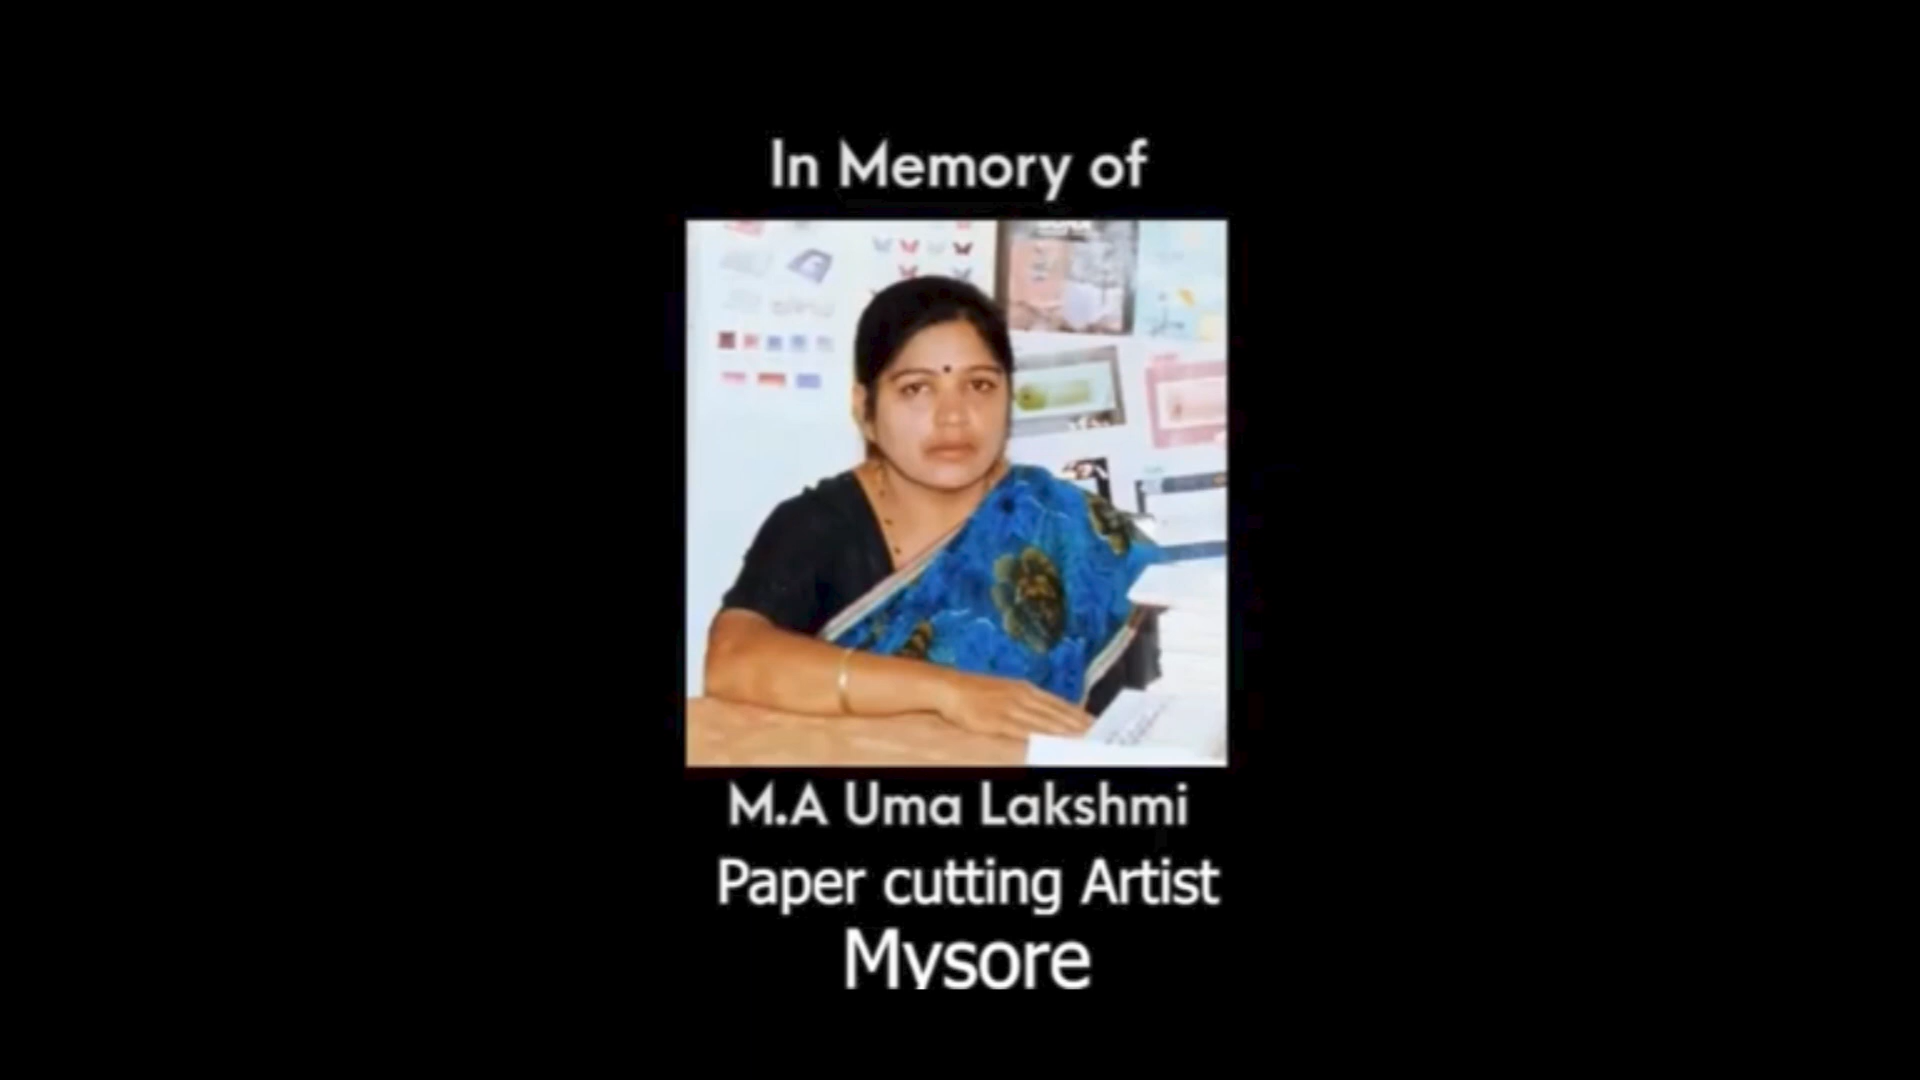 In Memory of
M.A Uma Lakshmi
Paper cutting Artist
Mysore